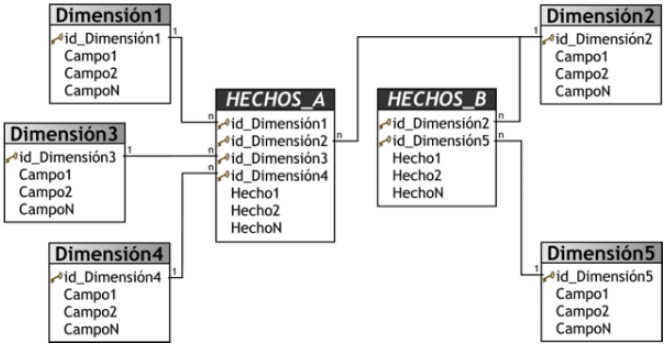 Dimensión1
id_Dimensión1
Campo1
Campo2
CampoN
1
Dimensión2
id_Dimensión2
Campo1
Campo2
CampoN
1
HECHOS_A
id_Dimensión1
id_Dimensión2
id_Dimensión3
id_Dimensión4
Hecho1
Hecho2
HechoN
n
n
n
n
HECHOS_B
id_Dimensión2
id_Dimensión5
Hecho1
Hecho2
HechoN
n
n
Dimensión3
id_Dimensión3
Campo1
Campo2
CampoN
1
Dimensión4
id_Dimensión4
Campo1
Campo2
CampoN
1
Dimensión5
id_Dimensión5
Campo1
Campo2
CampoN
1